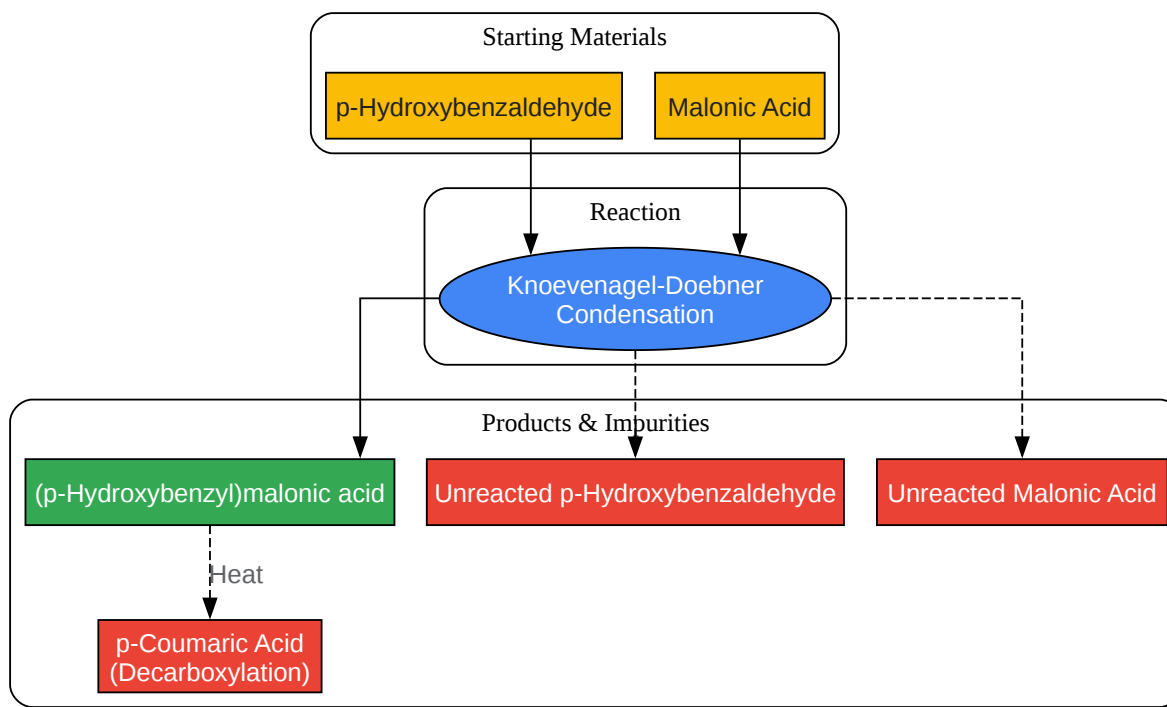 Starting Materials
p-Hydroxybenzaldehyde
Malonic Acid
Reaction
Knoevenagel-Doebner
Condensation
Products & Impurities
(p-Hydroxybenzyl)malonic acid
Unreacted p-Hydroxybenzaldehyde
Unreacted Malonic Acid
Heat
p-Coumaric Acid
(Decarboxylation)